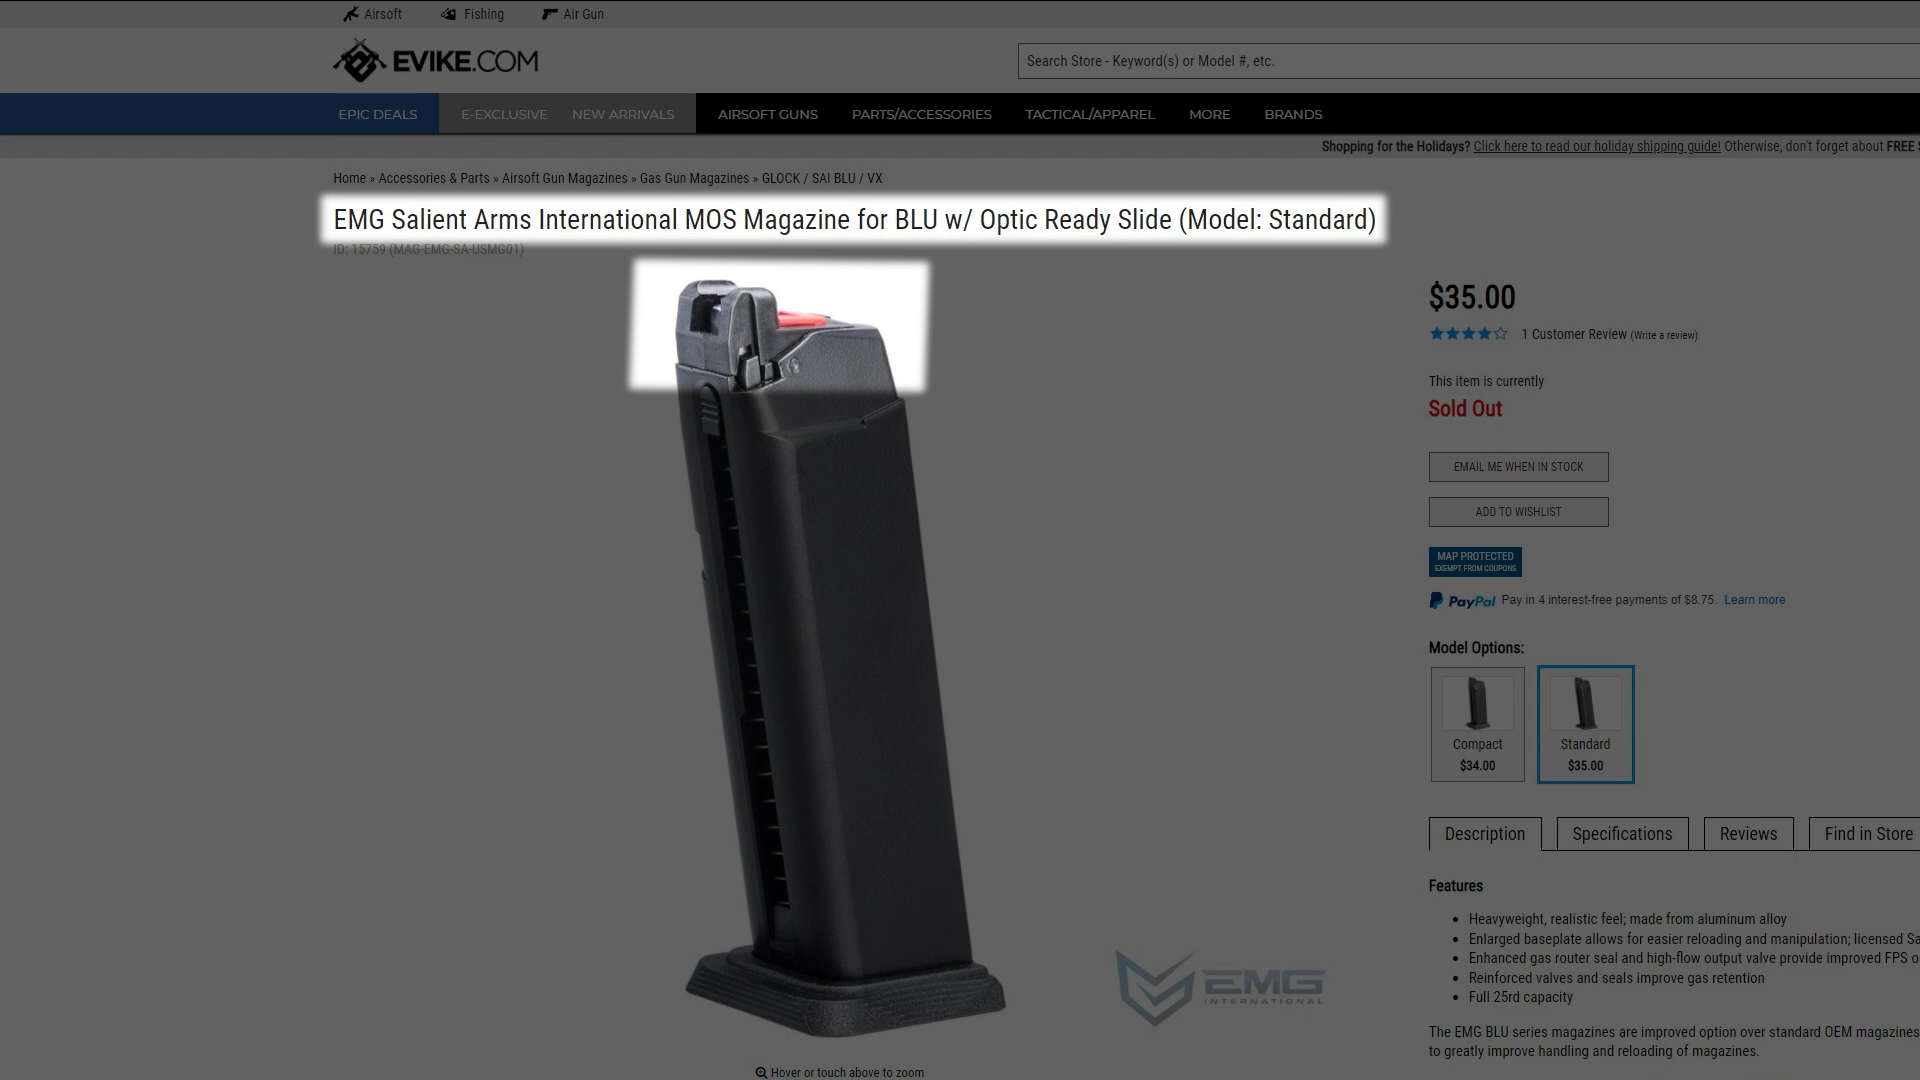 Airsoft
Fishing
Air Gun
EVIKE.COM
Search Store - Keyword(s) or Model #, etc.
EPIC DEALS
E-EXCLUSIVE
NEW ARRIVALS
AIRSOFT GUNS
PARTS/ACCESSORIES
TACTICAL/APPAREL
MORE
BRANDS
Shopping for the Holidays? Click here to read our holiday shipping guide! Otherwise, don't forget about FREE
Home » Accessories & Parts » Airsoft Gun Magazines » Gas Gun Magazines » GLOCK / SAI BLU / VX
EMG Salient Arms International MOS Magazine for BLU w/ Optic Ready Slide (Model: Standard)
ID: 15759 (MAG-EMG-SA-USMG01)
$35.00
1 Customer Review (Write a review)
This item is currently
Sold Out
EMAIL ME WHEN IN STOCK
ADD TO WISHLIST
MAP PROTECTED
EXEMPT FROM COUPONS
PayPal Pay in 4 interest-free payments of $8.75. Learn more
Model Options:
Compact
$34.00
Standard
$35.00
Description
Specifications
Reviews
Find in Store
Features
Heavyweight, realistic feel; made from aluminum alloy
Enlarged baseplate allows for easier reloading and manipulation; licensed Sa
Enhanced gas router seal and high-flow output valve provide improved FPS o
Reinforced valves and seals improve gas retention
Full 25rd capacity
The EMG BLU series magazines are improved option over standard OEM magazines
to greatly improve handling and reloading of magazines.
EMG
INTERNATIONAL
Hover or touch above to zoom